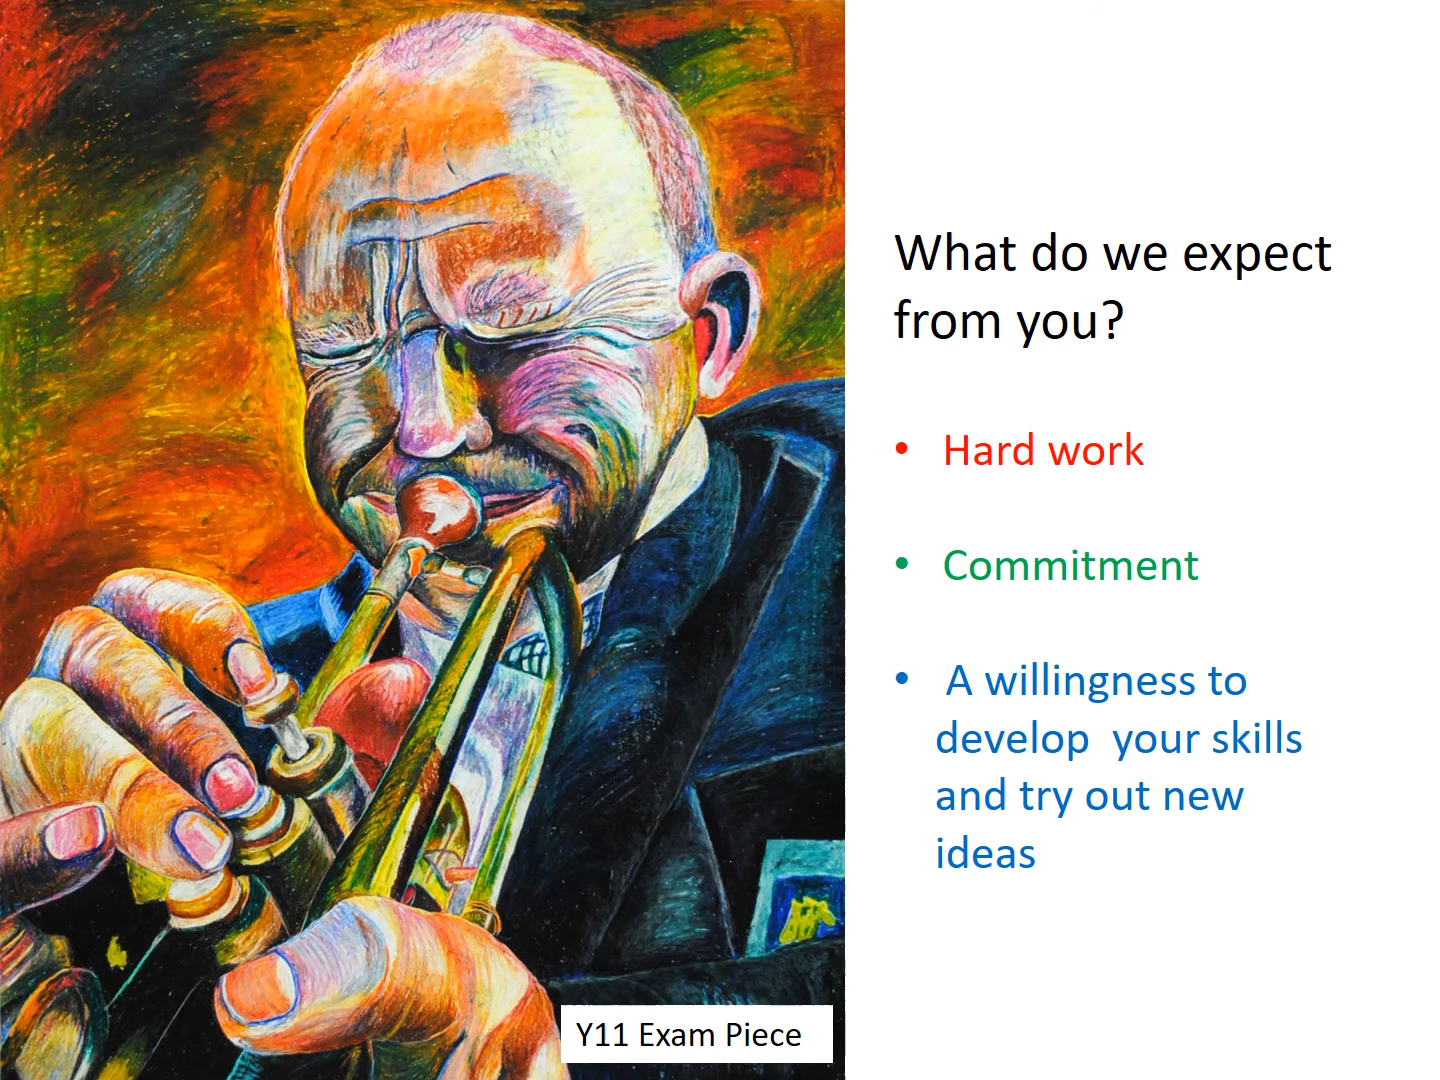 What do we expect
from you?
• Hard work
• Commitment
• A willingness to
develop  your skills
and try out new
ideas
Y11 Exam Piece